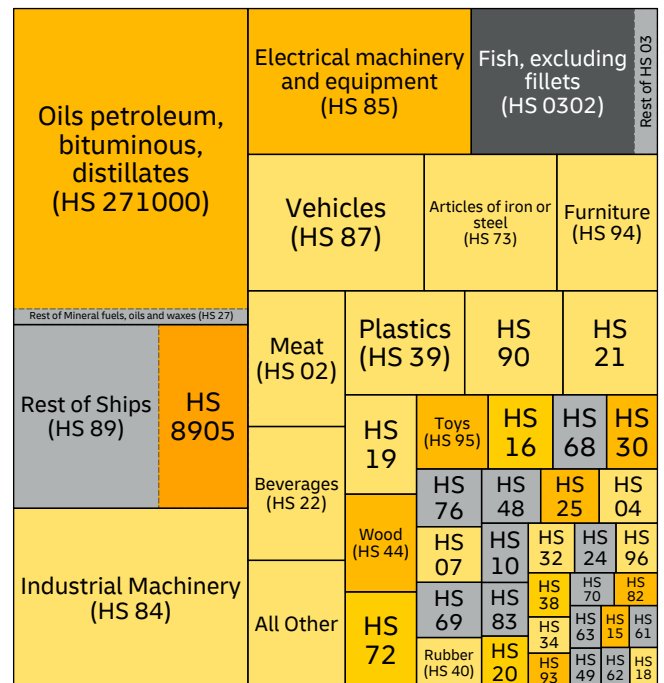 Oils petroleum,
bituminous,
distillates
(HS 271000)
Rest of Mineral fuels, oils and waxes (HS 27)
Rest of Ships
(HS 89)
HS
8905
Industrial Machinery
(HS 84)
Electrical machinery
and equipment
(HS 85)
Fish, excluding
fillets
(HS 0302)
Rest of HS 03
Vehicles
(HS 87)
Articles of iron or
steel
(HS 73)
Furniture
(HS 94)
Meat
(HS 02)
Beverages
(HS 22)
All Other
Plastics
(HS 39)
HS
90
HS
21
HS
19
Wood
(HS 44)
HS
72
Toys
(HS 95)
HS
16
HS
68
HS
30
HS
76
HS
48
HS
25
HS
04
HS
07
HS
10
HS
32
HS
24
HS
96
HS
69
HS
83
HS
38
HS
70
HS
82
HS
34
HS
63
HS
15
HS
61
Rubber
(HS 40)
HS
20
HS
93
HS
49
HS
62
HS
18